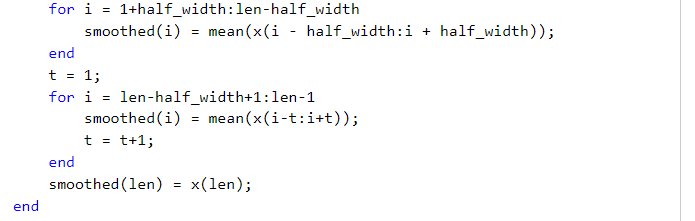 for i = 1+half_width:len-half_width
smoothed(i) = mean(x(i - half_width:i + half_width));
end
t = 1;
for i = len-half_width+1:len-1
smoothed(i) = mean(x(i-t:i+t));
t = t+1;
end
smoothed(len) = x(len);
end